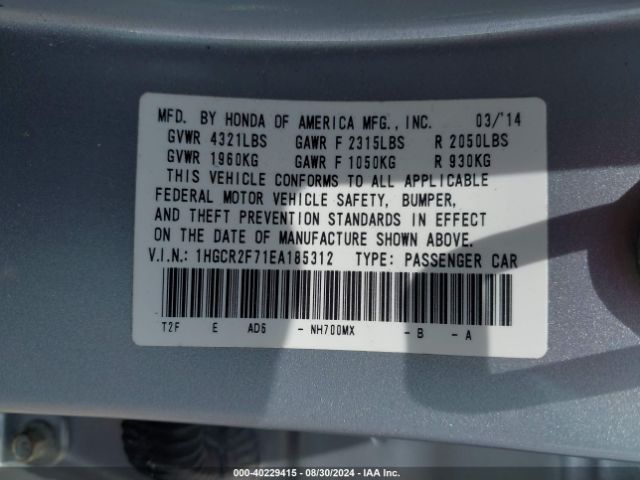 MFD. BY HONDA OF AMERICA MFG., INC. 03/'14
GVWR 4321LBS GAWR F 2315LBS R 2050LBS
GVWR 1960KG GAWR F 1050KG R 930KG
THIS VEHICLE CONFORMS TO ALL APPLICABLE
FEDERAL MOTOR VEHICLE SAFETY, BUMPER,
AND THEFT PREVENTION STANDARDS IN EFFECT
ON THE DATE OF MANUFACTURE SHOWN ABOVE.
V.I.N.: 1HGCR2F71EA185312 TYPE: PASSENGER CAR
T2F E AD6 - NH700MX - B - A
000-40229415 - 08/30/2024 - IAA Inc.